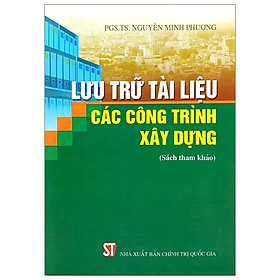 PGS.TS. NGUYỄN MINH PHƯƠNG
LƯU TRỮ TÀI LIỆU
CÁC CÔNG TRÌNH
XÂY DỰNG
(Sách tham khảo)
ST
NHÀ XUẤT BẢN CHÍNH TRỊ QUỐC GIA